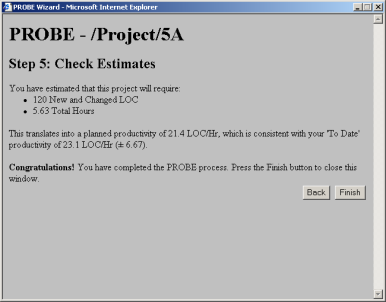 PROBE Wizard - Microsoft Internet Explorer
PROBE - /Project/5A
Step 5: Check Estimates
You have estimated that this project will require:
• 120 New and Changed LOC
• 5.63 Total Hours
This translates into a planned productivity of 21.4 LOC/Hr, which is consistent with your 'To Date'
productivity of 23.1 LOC/Hr (± 6.67).
Congratulations! You have completed the PROBE process. Press the Finish button to close this
window.
Back Finish